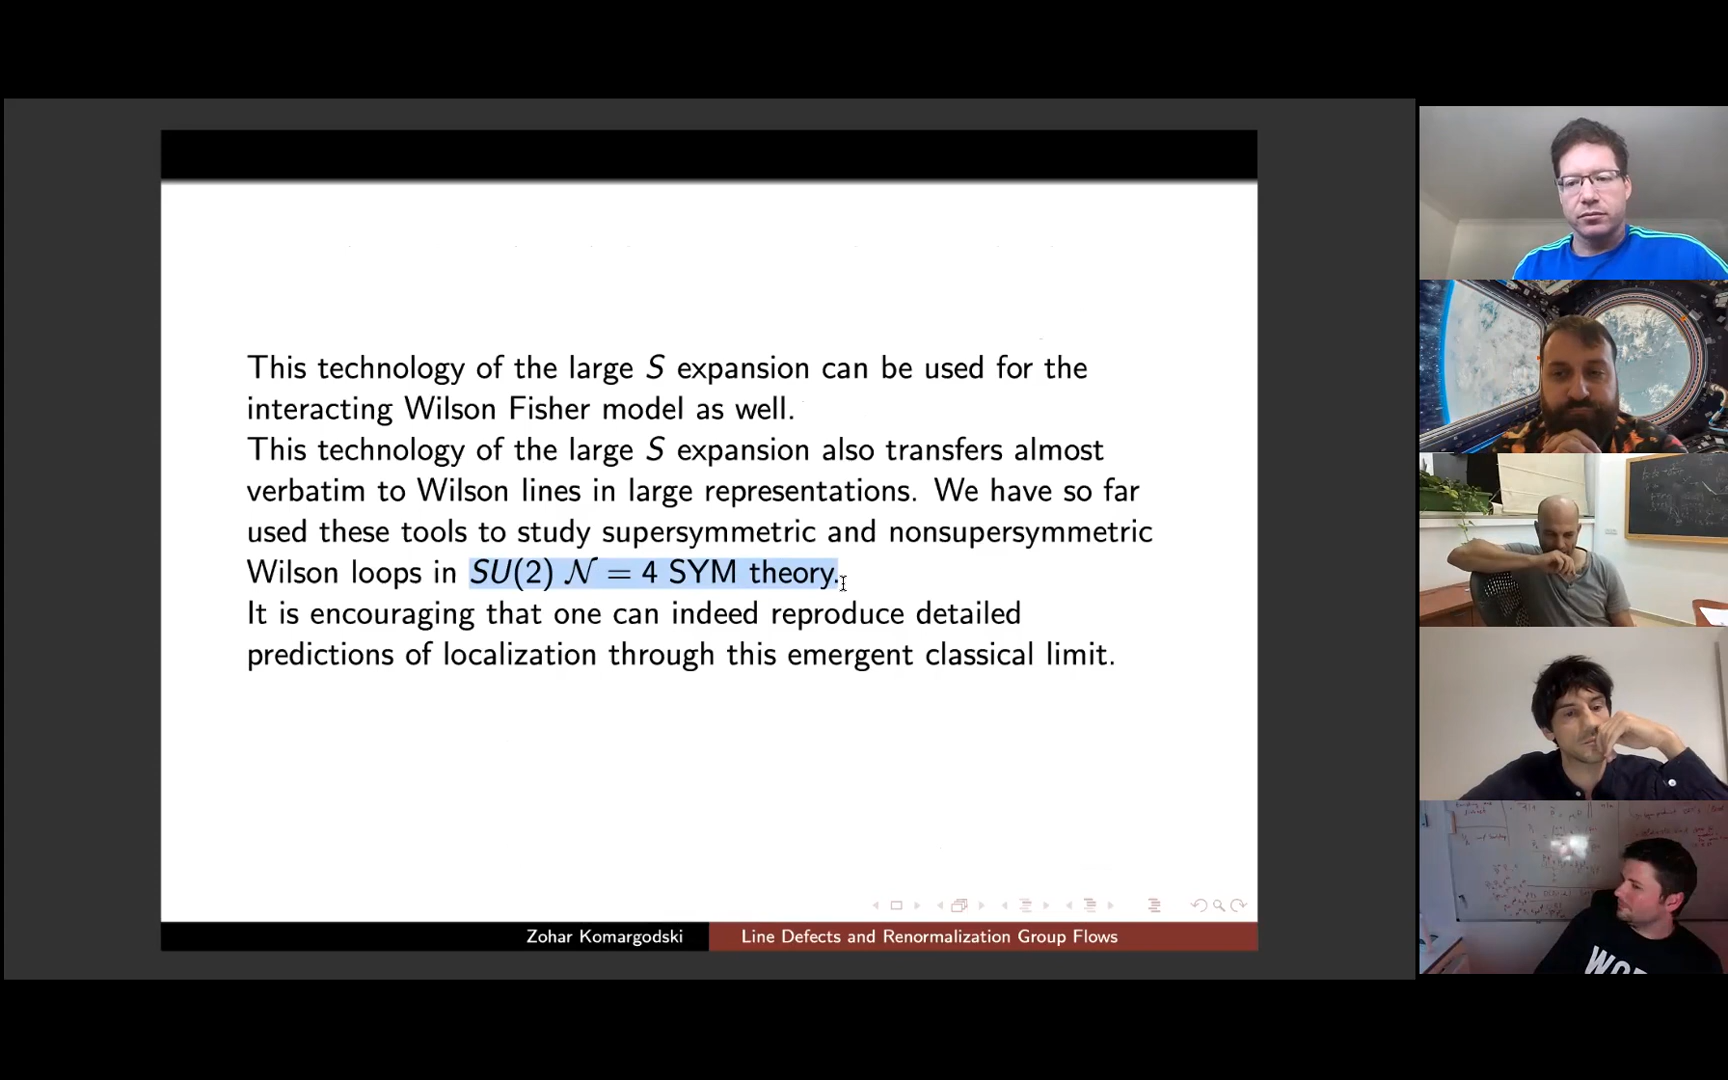 This technology of the large S expansion can be used for the
interacting Wilson Fisher model as well.
This technology of the large S expansion also transfers almost
verbatim to Wilson lines in large representations. We have so far
used these tools to study supersymmetric and nonsupersymmetric
Wilson loops in SU(2) 𝒩 = 4 SYM theory.
It is encouraging that one can indeed reproduce detailed
predictions of localization through this emergent classical limit.
Zohar Komargodski
Line Defects and Renormalization Group Flows